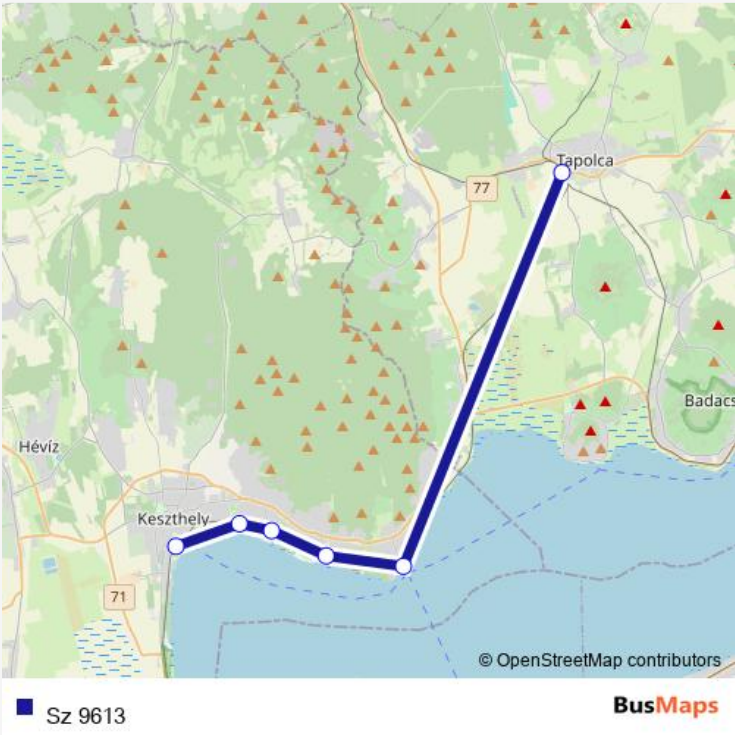 Tapolca
77
Badacs
Hévíz
Keszthely
71
© OpenStreetMap contributors
Sz 9613
BusMaps